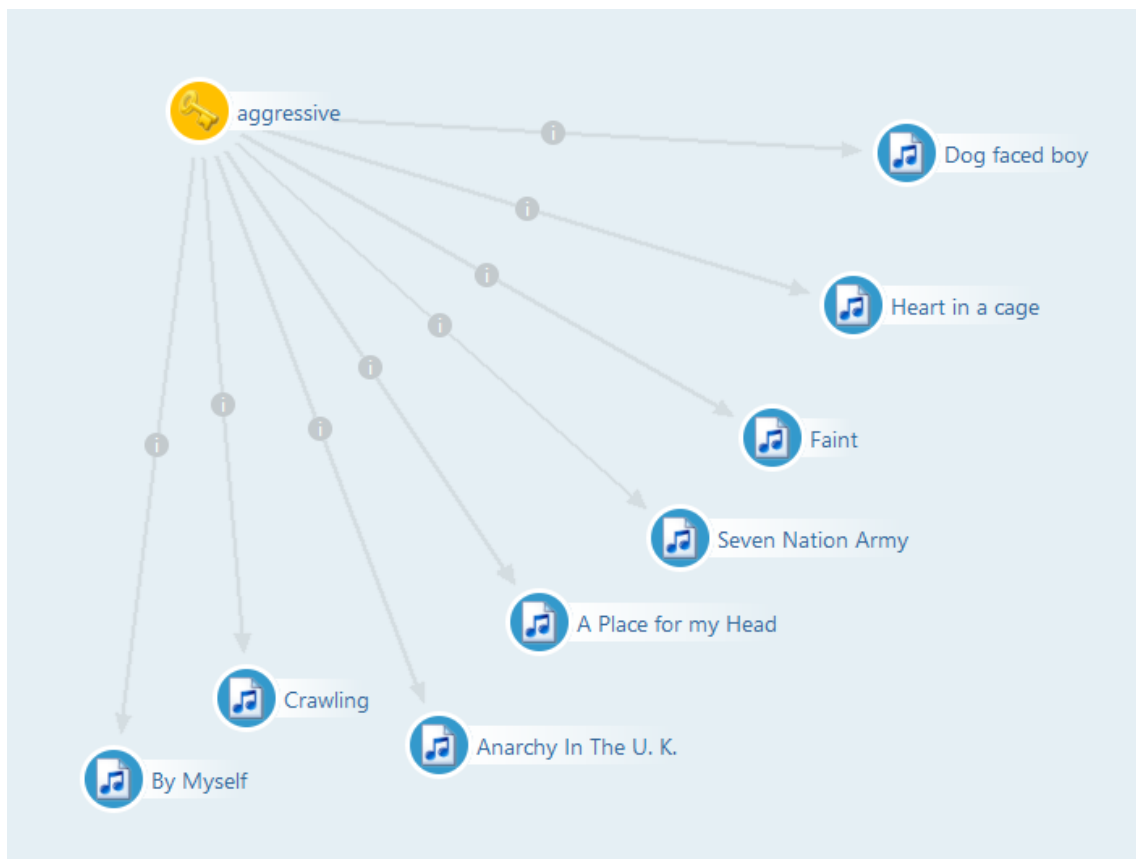 aggressive
Dog faced boy
Heart in a cage
Faint
Seven Nation Army
A Place for my Head
Crawling
Anarchy In The U. K.
By Myself